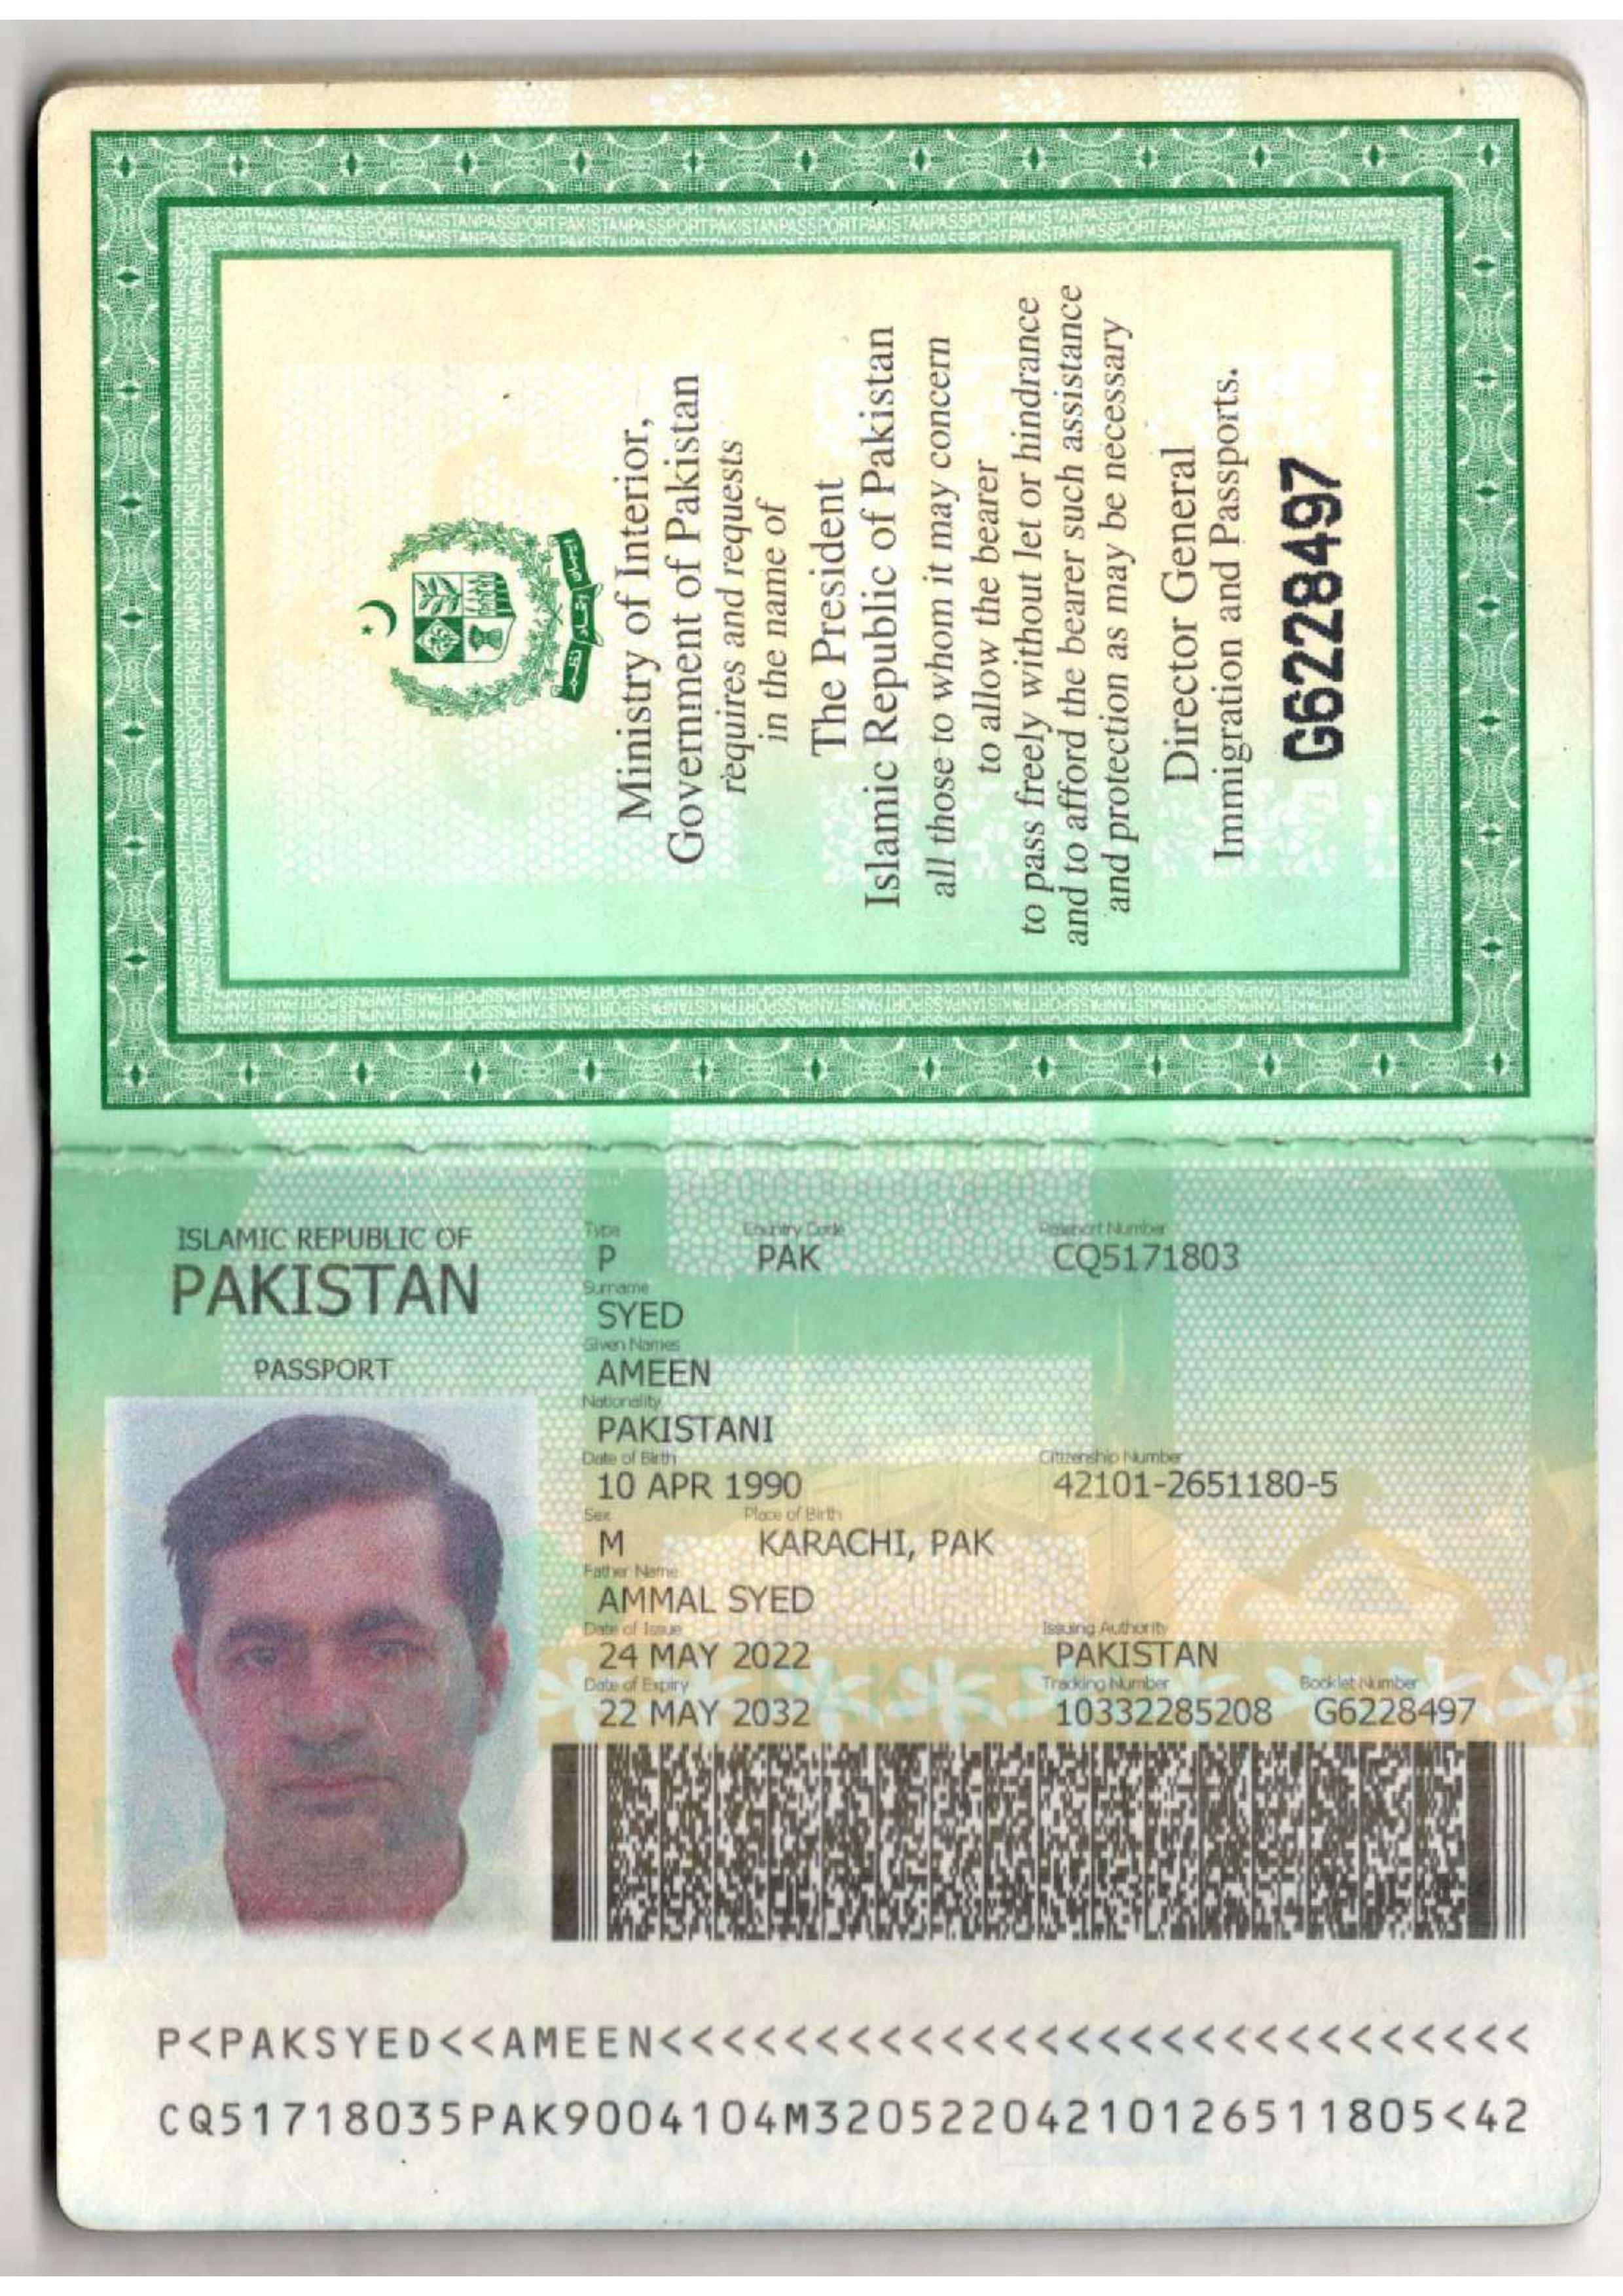 Ministry of Interior,
Government of Pakistan
requires and requests
in the name of
The President
Islamic Republic of Pakistan
all those to whom it may concern
to allow the bearer
to pass freely without let or hindrance
and to afford the bearer such assistance
and protection as may be necessary
Director General
Immigration and Passports.
G6228497
ISLAMIC REPUBLIC OF
PAKISTAN
PASSPORT
Type Country Code Passport Number
P PAK CQ5171803
Surname
SYED
Given Names
AMEEN
Nationality
PAKISTANI
Date of Birth Citizenship Number
10 APR 1990 42101-2651180-5
Sex Place of Birth
M KARACHI, PAK
Father Name
AMMAL SYED
Date of Issue Issuing Authority
24 MAY 2022 PAKISTAN
Date of Expiry Tracking Number Booklet Number
22 MAY 2032 10332285208 G6228497
P<PAKSYED<<AMEEN<<<<<<<<<<<<<<<<<<<<<<<<<<<<
CQ51718035PAK9004104M32052204210126511805<42